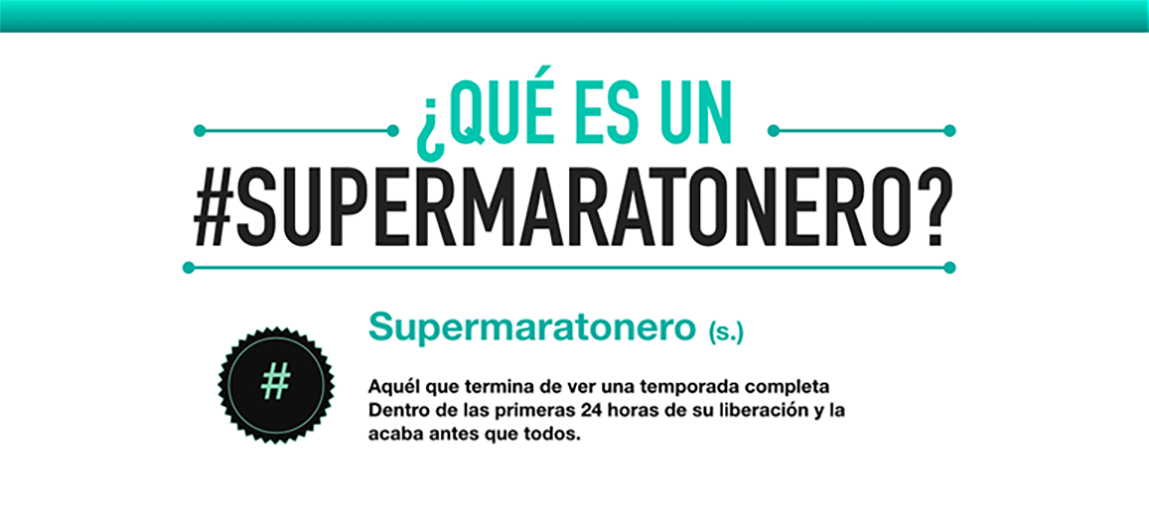 ¿QUÉ ES UN
#SUPERMARATONERO?
Supermaratonero (s.)
#
Aquél que termina de ver una temporada completa
Dentro de las primeras 24 horas de su liberación y la
acaba antes que todos.